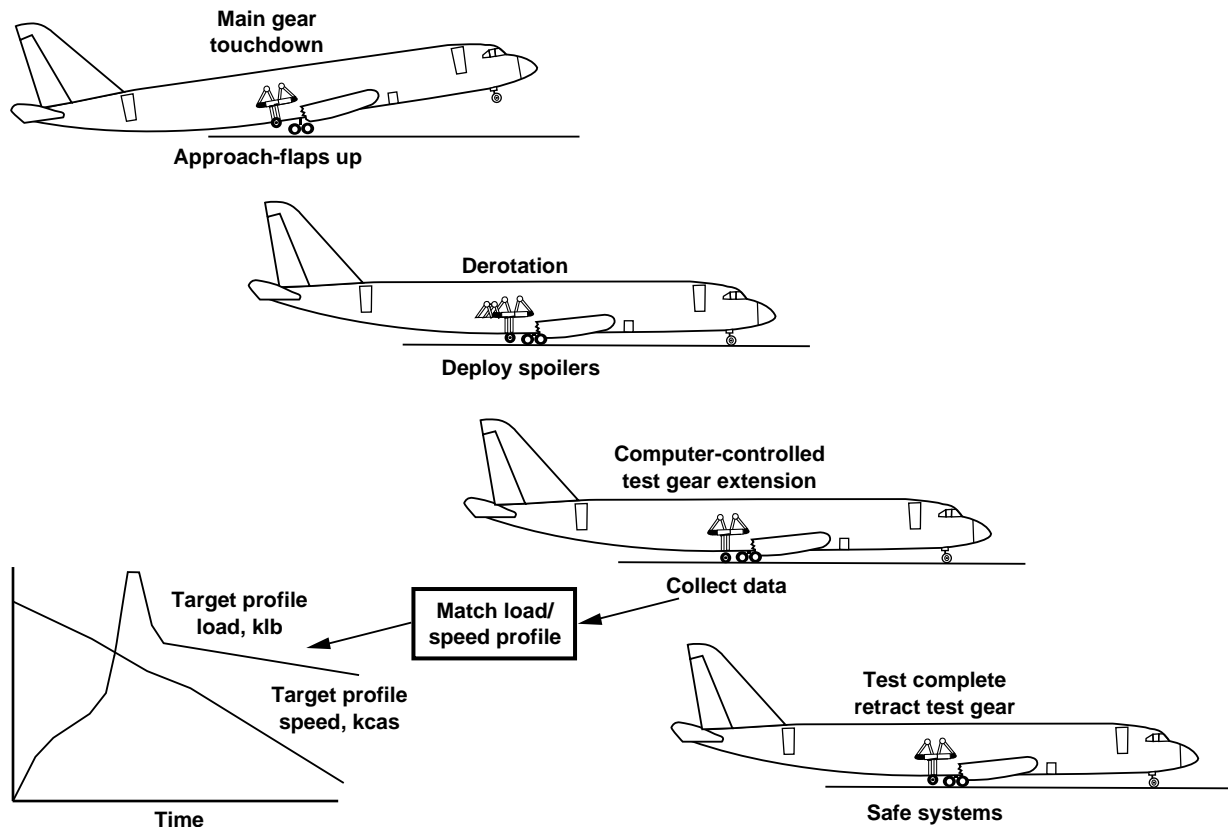 Main gear
touchdown
Approach-flaps up
Derotation
Deploy spoilers
Computer-controlled
test gear extension
Collect data
Match load/
speed profile
Target profile
load, klb
Target profile
speed, kcas
Time
Test complete
retract test gear
Safe systems